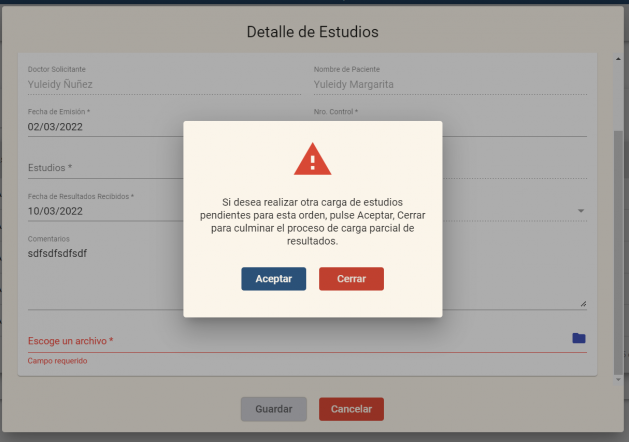 Detalle de Estudios
Doctor Solicitante
Nombre de Paciente
Yuleidy Ñuñez
Yuleidy Margarita
Fecha de Emisión *
Nro. Control *
02/03/2022
Estudios *
Fecha de Resultados Recibidos *
10/03/2022
Comentarios
sdfsdfsdfsdf
Si desea realizar otra carga de estudios
pendientes para esta orden, pulse Aceptar, Cerrar
para culminar el proceso de carga parcial de
resultados.
Aceptar
Cerrar
Escoge un archivo *
Campo requerido
Guardar
Cancelar